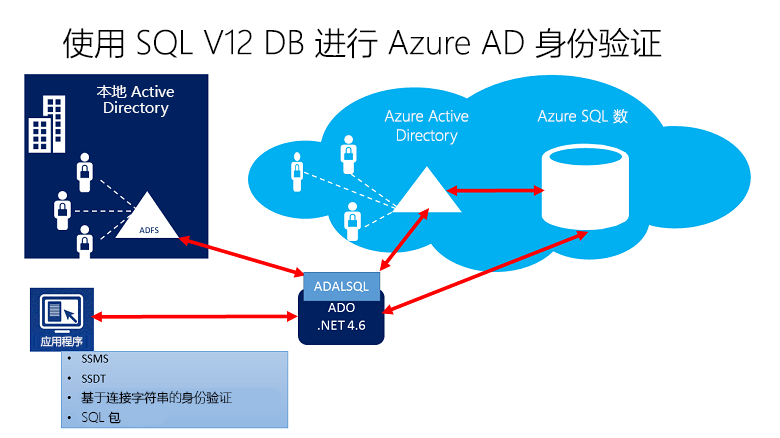 使用 SQL V12 DB 进行 Azure AD 身份验证
本地 Active
Directory
ADFS
Azure Active
Directory
Azure SQL 数
ADALSQL
ADO
.NET 4.6
应用程序
• SSMS
• SSDT
• 基于连接字符串的身份验证
• SQL 包